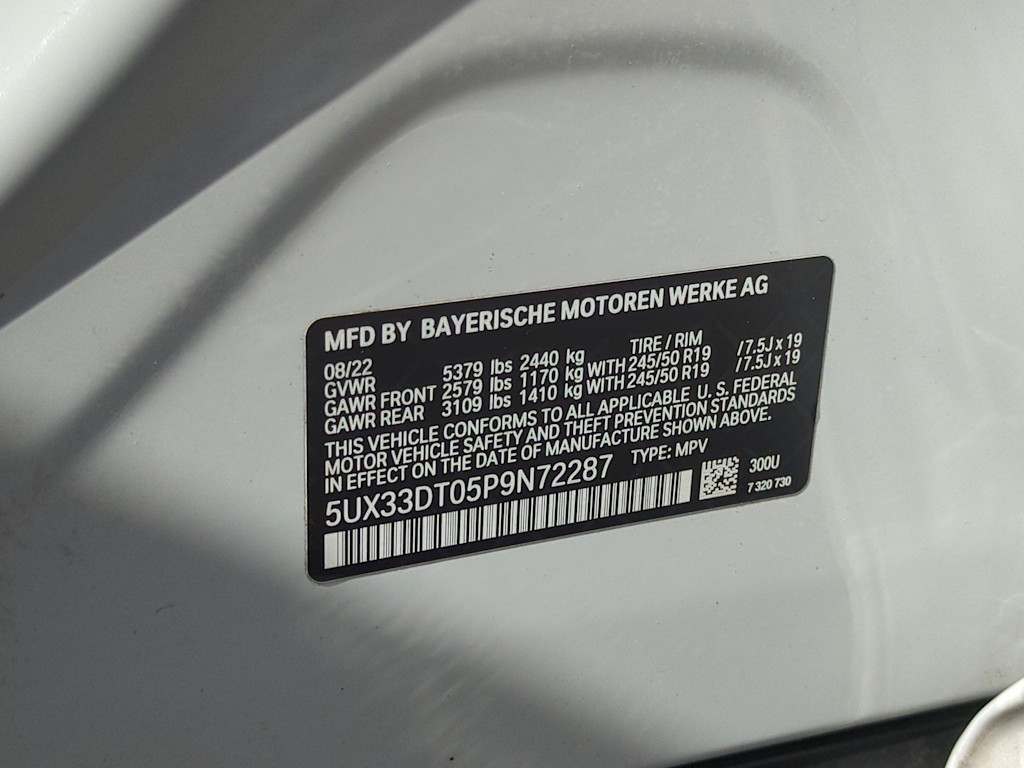 MFD BY BAYERISCHE MOTOREN WERKE AG
08/22 TIRE / RIM
GVWR 5379 lbs 2440 kg
GAWR FRONT 2579 lbs 1170 kg WITH 245/50 R19 /7.5J x 19
GAWR REAR 3109 lbs 1410 kg WITH 245/50 R19 /7.5J x 19
THIS VEHICLE CONFORMS TO ALL APPLICABLE U. S. FEDERAL
MOTOR VEHICLE SAFETY AND THEFT PREVENTION STANDARDS
IN EFFECT ON THE DATE OF MANUFACTURE SHOWN ABOVE.
5UX33DT05P9N72287 TYPE: MPV
300U
7 320 730